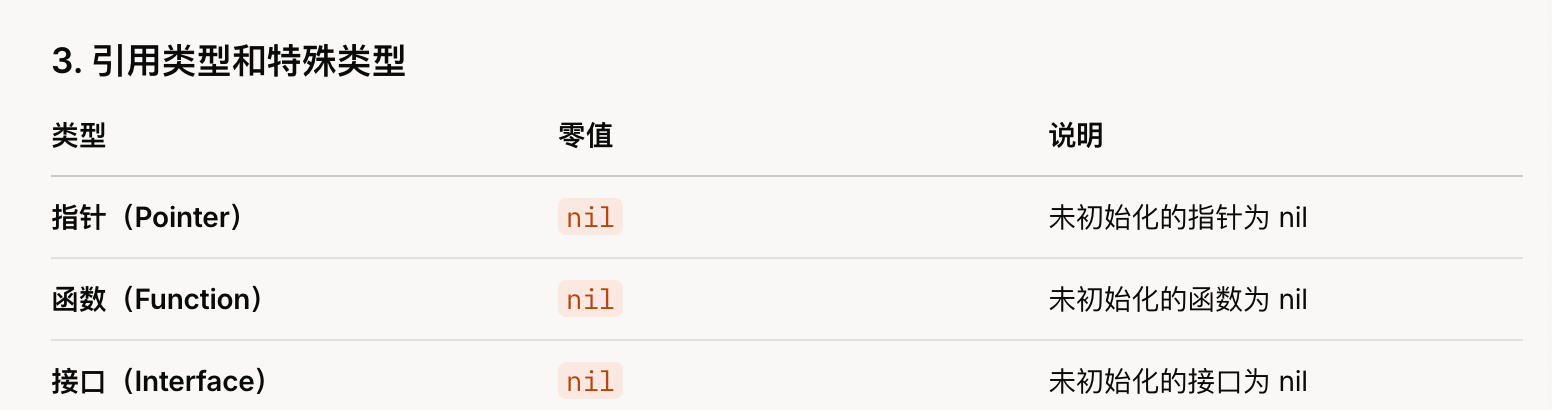 3. 引用类型和特殊类型
类型 零值 说明
指针（Pointer） nil 未初始化的指针为 nil
函数（Function） nil 未初始化的函数为 nil
接口（Interface） nil 未初始化的接口为 nil